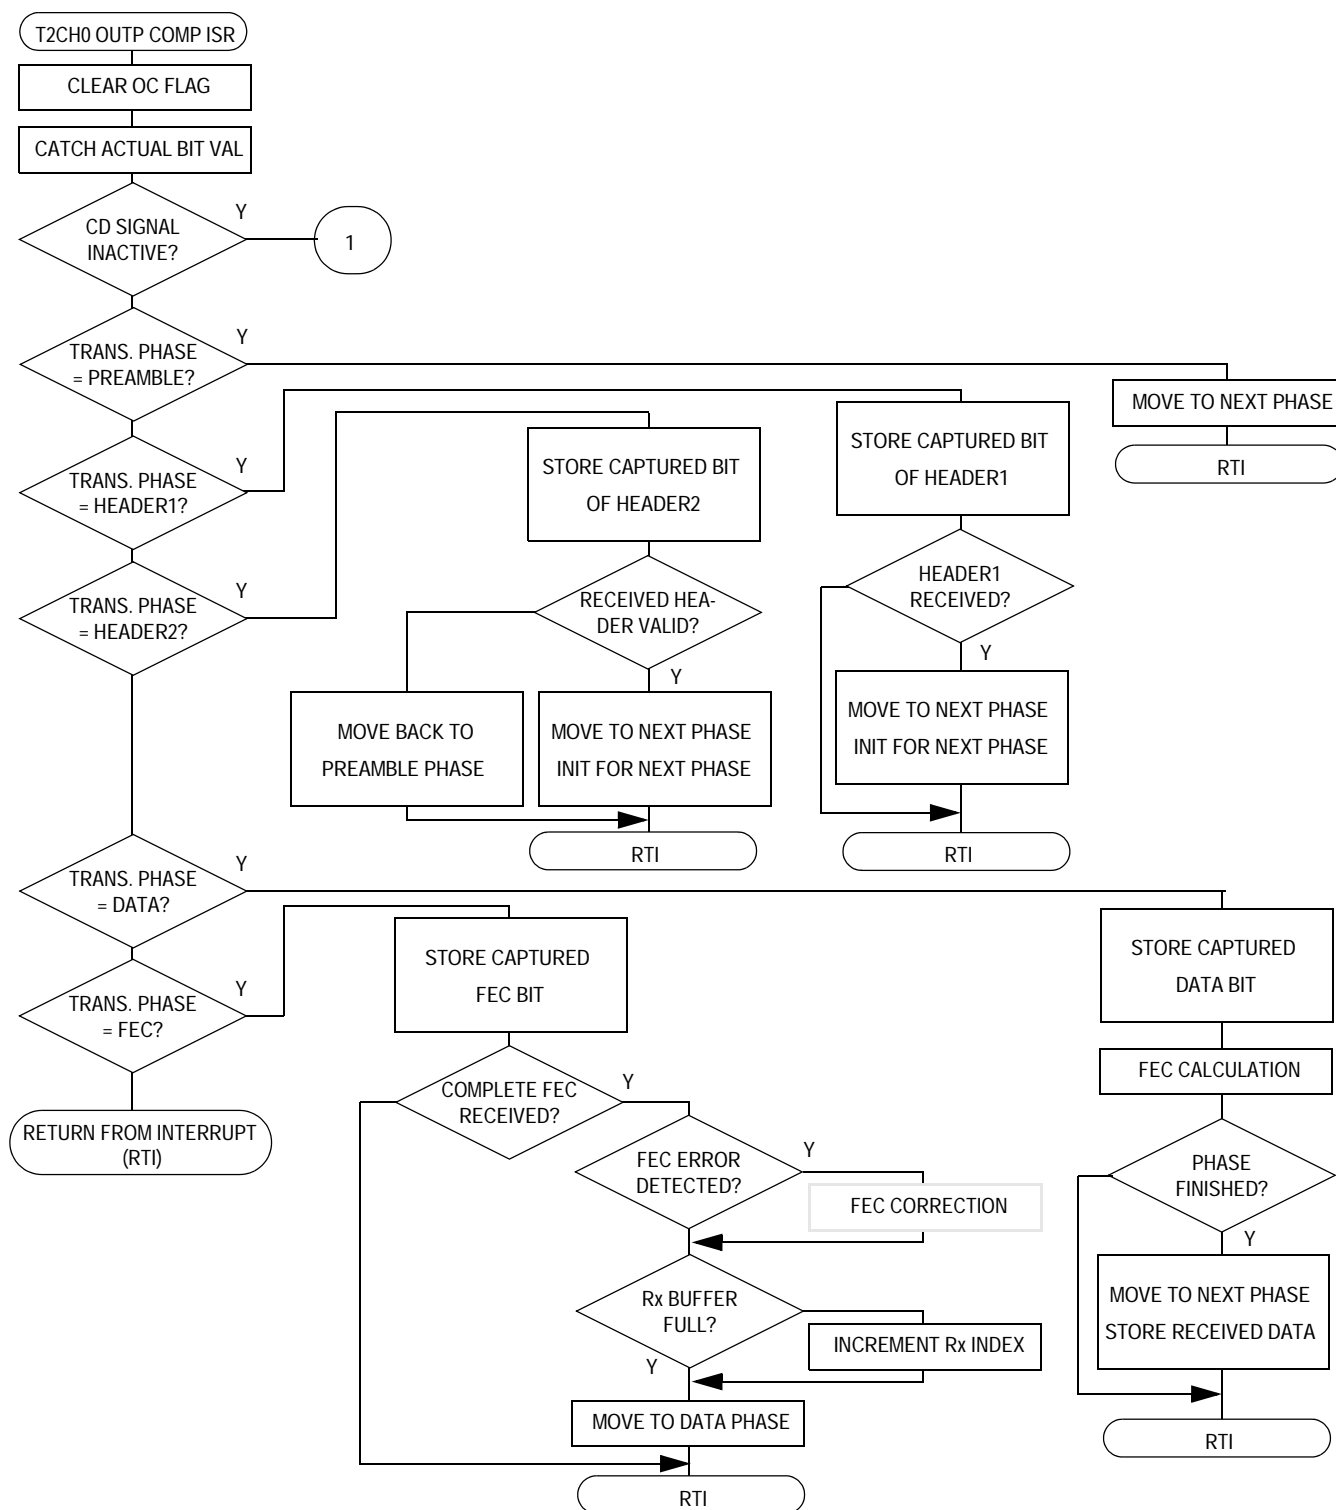 T2CH0 OUTP COMP ISR
CLEAR OC FLAG
CATCH ACTUAL BIT VAL
CD SIGNAL
INACTIVE?
Y
1
TRANS. PHASE
= PREAMBLE?
Y
MOVE TO NEXT PHASE
RTI
TRANS. PHASE
= HEADER1?
Y
STORE CAPTURED BIT
OF HEADER1
HEADER1
RECEIVED?
Y
MOVE TO NEXT PHASE
INIT FOR NEXT PHASE
RTI
TRANS. PHASE
= HEADER2?
Y
STORE CAPTURED BIT
OF HEADER2
RECEIVED HEA-
DER VALID?
Y
MOVE BACK TO
PREAMBLE PHASE
MOVE TO NEXT PHASE
INIT FOR NEXT PHASE
RTI
TRANS. PHASE
= DATA?
Y
STORE CAPTURED
DATA BIT
FEC CALCULATION
PHASE
FINISHED?
Y
MOVE TO NEXT PHASE
STORE RECEIVED DATA
RTI
TRANS. PHASE
= FEC?
Y
STORE CAPTURED
FEC BIT
COMPLETE FEC
RECEIVED?
Y
FEC ERROR
DETECTED?
Y
FEC CORRECTION
Rx BUFFER
FULL?
Y
INCREMENT Rx INDEX
MOVE TO DATA PHASE
RTI
RETURN FROM INTERRUPT
(RTI)